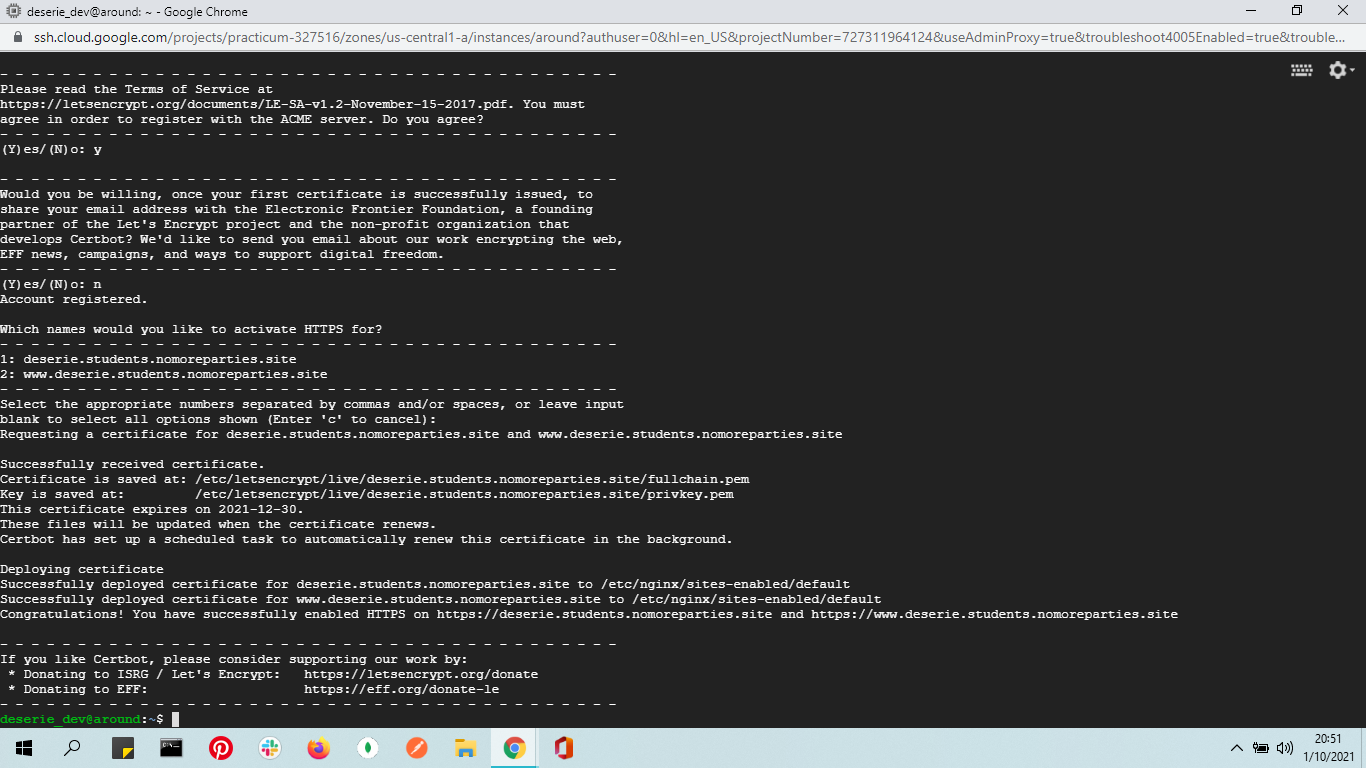 deserie_dev@around: ~ - Google Chrome
ssh.cloud.google.com/projects/practicum-327516/zones/us-central1-a/instances/around?authuser=0&hl=en_US&projectNumber=727311964124&useAdminProxy=true&troubleshoot4005Enabled=true&trouble...
- - - - - - - - - - - - - - - - - - - - - - - - - - - - - - - - - - - - - - - -
Please read the Terms of Service at
https://letsencrypt.org/documents/LE-SA-v1.2-November-15-2017.pdf. You must
agree in order to register with the ACME server. Do you agree?
- - - - - - - - - - - - - - - - - - - - - - - - - - - - - - - - - - - - - - - -
(Y)es/(N)o: y
- - - - - - - - - - - - - - - - - - - - - - - - - - - - - - - - - - - - - - - -
Would you be willing, once your first certificate is successfully issued, to
share your email address with the Electronic Frontier Foundation, a founding
partner of the Let's Encrypt project and the non-profit organization that
develops Certbot? We'd like to send you email about our work encrypting the web,
EFF news, campaigns, and ways to support digital freedom.
- - - - - - - - - - - - - - - - - - - - - - - - - - - - - - - - - - - - - - - -
(Y)es/(N)o: n
Account registered.
Which names would you like to activate HTTPS for?
- - - - - - - - - - - - - - - - - - - - - - - - - - - - - - - - - - - - - - - -
1: deserie.students.nomoreparties.site
2: www.deserie.students.nomoreparties.site
- - - - - - - - - - - - - - - - - - - - - - - - - - - - - - - - - - - - - - - -
Select the appropriate numbers separated by commas and/or spaces, or leave input
blank to select all options shown (Enter 'c' to cancel):
Requesting a certificate for deserie.students.nomoreparties.site and www.deserie.students.nomoreparties.site
Successfully received certificate.
Certificate is saved at: /etc/letsencrypt/live/deserie.students.nomoreparties.site/fullchain.pem
Key is saved at:         /etc/letsencrypt/live/deserie.students.nomoreparties.site/privkey.pem
This certificate expires on 2021-12-30.
These files will be updated when the certificate renews.
Certbot has set up a scheduled task to automatically renew this certificate in the background.
Deploying certificate
Successfully deployed certificate for deserie.students.nomoreparties.site to /etc/nginx/sites-enabled/default
Successfully deployed certificate for www.deserie.students.nomoreparties.site to /etc/nginx/sites-enabled/default
Congratulations! You have successfully enabled HTTPS on https://deserie.students.nomoreparties.site and https://www.deserie.students.nomoreparties.site
- - - - - - - - - - - - - - - - - - - - - - - - - - - - - - - - - - - - - - - -
If you like Certbot, please consider supporting our work by:
 * Donating to ISRG / Let's Encrypt:   https://letsencrypt.org/donate
 * Donating to EFF:                    https://eff.org/donate-le
- - - - - - - - - - - - - - - - - - - - - - - - - - - - - - - - - - - - - - - -
deserie_dev@around:~$
20:51
1/10/2021